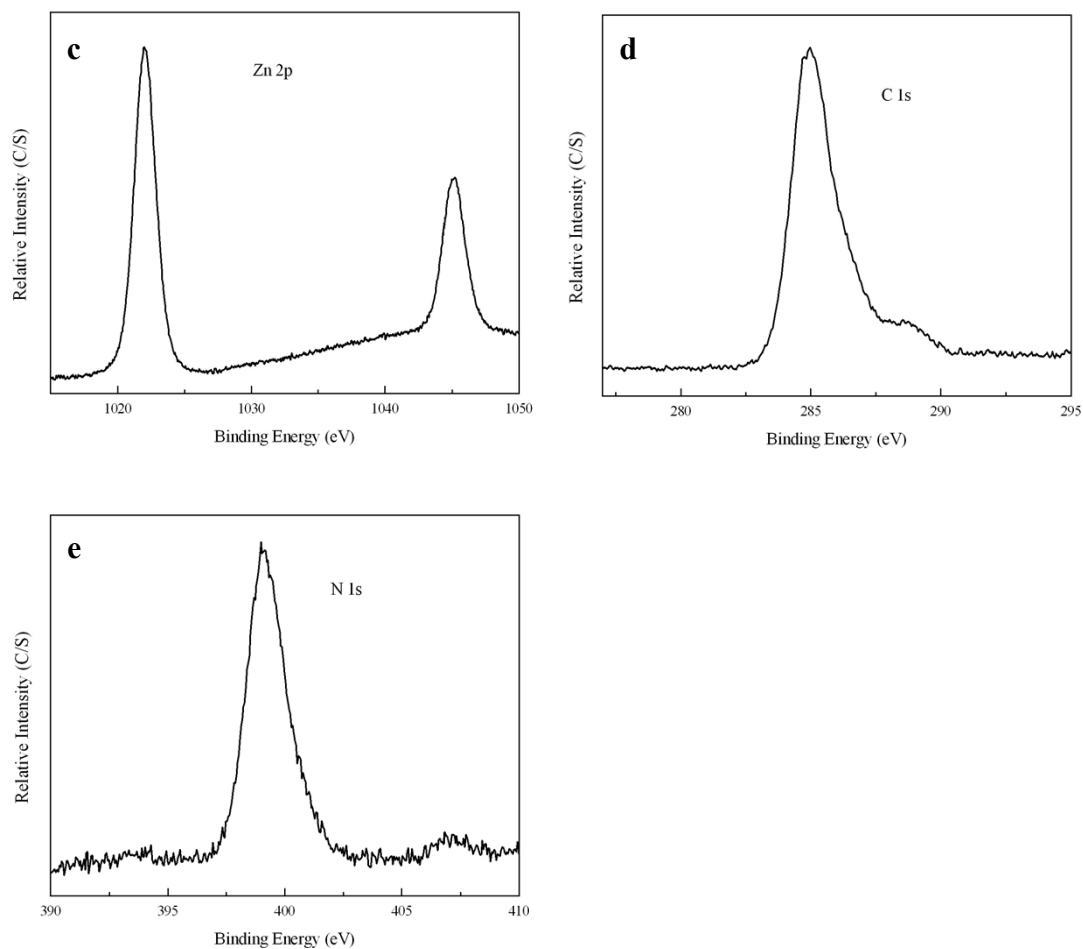 c
Zn 2p
Relative Intensity (C/S)
1020
1030
1040
1050
Binding Energy (eV)
d
C 1s
Relative Intensity (C/S)
280
285
290
295
Binding Energy (eV)
e
N 1s
Relative Intensity (C/S)
390
395
400
405
410
Binding Energy (eV)